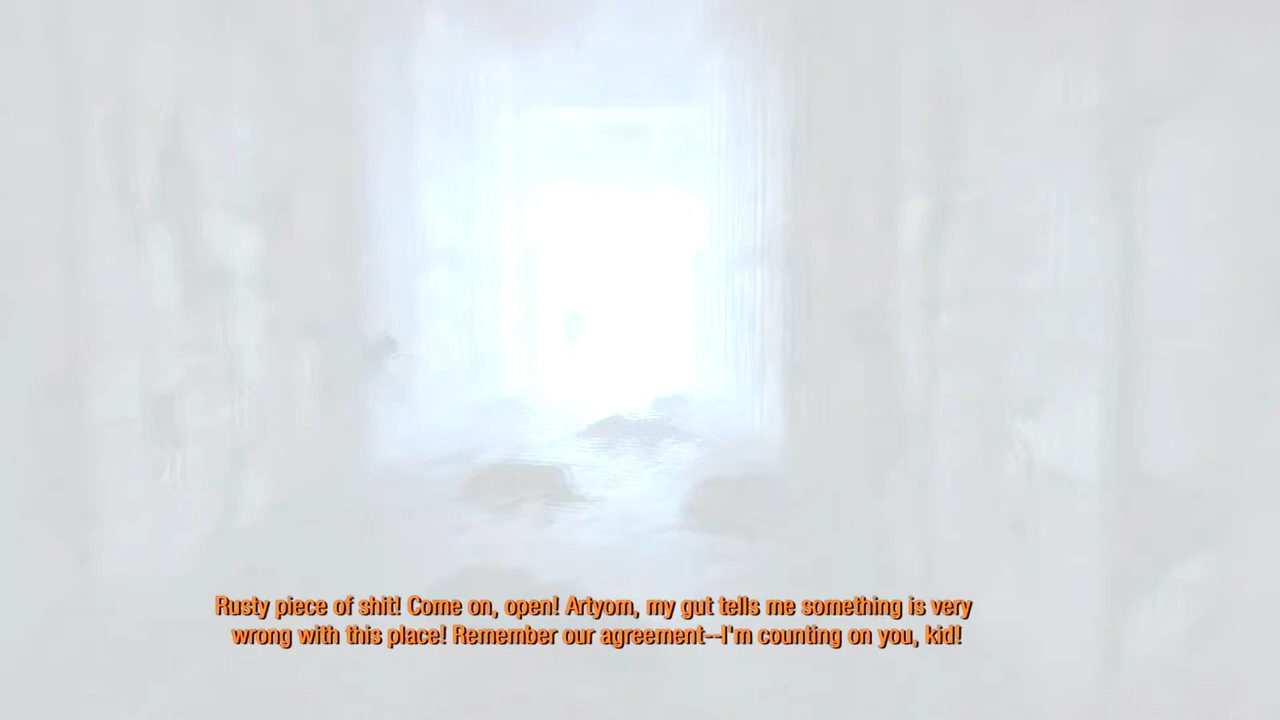 Rusty piece of shit! Come on, open! Artyom, my gut tells me something is very
wrong with this place! Remember our agreement--I'm counting on you, kid!